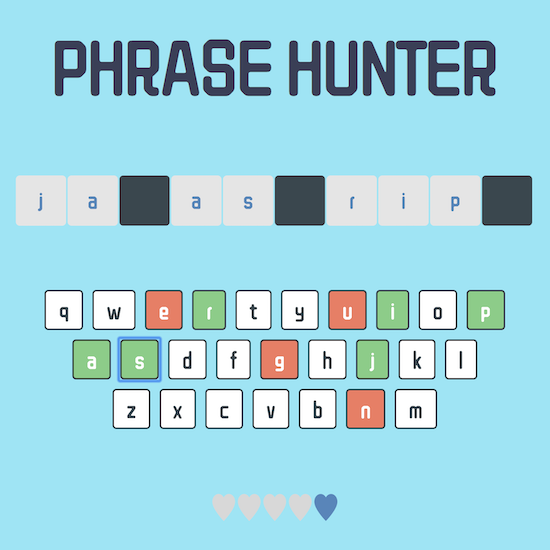 PHRASE HUNTER
j a a s r i p
q w e r t y u i o p
a s d f g h j k l
z x c v b n m